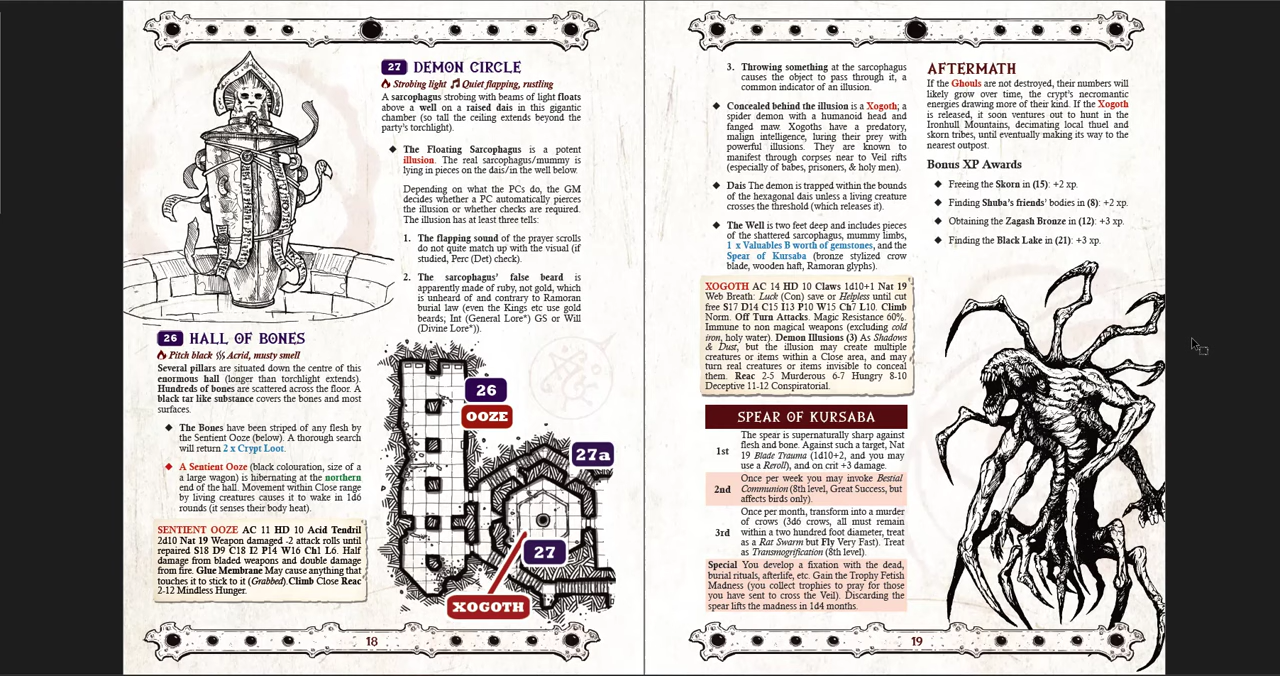 27 DEMON CIRCLE
Strobing light Quiet flapping, rustling
A sarcophagus strobing with beams of light floats
above a well on a raised dais in this gigantic
chamber (so tall the ceiling extends beyond the
party's torchlight).
◆ The Floating Sarcophagus is a potent
illusion. The real sarcophagus/mummy is
lying in pieces on the dais/in the well below.
Depending on what the PCs do, the GM
decides whether a PC automatically pierces
the illusion or whether checks are required.
The illusion has at least three tells:
1. The flapping sound of the prayer scrolls
do not quite match up with the visual (if
studied, Perc (Det) check).
2. The sarcophagus' false beard is
apparently made of ruby, not gold, which
is unheard of and contrary to Ramoran
burial law (even the Kings etc use gold
beards; Int (General Lore*) GS or Will
(Divine Lore*)).
26 HALL OF BONES
Pitch black Acrid, musty smell
Several pillars are situated down the centre of this
enormous hall (longer than torchlight extends).
Hundreds of bones are scattered across the floor. A
black tar like substance covers the bones and most
surfaces.
◆ The Bones have been striped of any flesh by
the Sentient Ooze (below). A thorough search
will return 2 x Crypt Loot.
◆ A Sentient Ooze (black colouration, size of
a large wagon) is hibernating at the northern
end of the hall. Movement within Close range
by living creatures causes it to wake in 1d6
rounds (it senses their body heat).
SENTIENT OOZE AC 11 HD 10 Acid Tendril
2d10 Nat 19 Weapon damaged -2 attack rolls until
repaired S18 D9 C18 I2 P14 W16 Ch1 L6. Half
damage from bladed weapons and double damage
from fire. Glue Membrane May cause anything that
touches it to stick to it (Grabbed).Climb Close Reac
2-12 Mindless Hunger.
26
OOZE
27a
27
XOGOTH
18
3. Throwing something at the sarcophagus
causes the object to pass through it, a
common indicator of an illusion.
◆ Concealed behind the illusion is a Xogoth; a
spider demon with a humanoid head and
fanged maw. Xogoths have a predatory,
malign intelligence, luring their prey with
powerful illusions. They are known to
manifest through corpses near to Veil rifts
(especially of babes, prisoners, & holy men).
◆ Dais The demon is trapped within the bounds
of the hexagonal dais unless a living creature
crosses the threshold (which releases it).
◆ The Well is two feet deep and includes pieces
of the shattered sarcophagus, mummy limbs,
1 x Valuables B worth of gemstones, and the
Spear of Kursaba (bronze stylized crow
blade, wooden haft, Ramoran glyphs).
XOGOTH AC 14 HD 10 Claws 1d10+1 Nat 19
Web Breath: Luck (Con) save or Helpless until cut
free S17 D14 C15 I13 P10 W15 Ch7 L10. Climb
Norm. Off Turn Attacks. Magic Resistance 60%.
Immune to non magical weapons (excluding cold
iron, holy water). Demon Illusions (3) As Shadows
& Dust, but the illusion may create multiple
creatures or items within a Close area, and may
turn real creatures or items invisible to conceal
them. Reac 2-5 Murderous 6-7 Hungry 8-10
Deceptive 11-12 Conspiratorial.
SPEAR OF KURSABA
1st The spear is supernaturally sharp against
flesh and bone. Against such a target, Nat
19 Blade Trauma (1d10+2, and you may
use a Reroll), and on crit +3 damage.
2nd Once per week you may invoke Bestial
Communion (8th level, Great Success, but
affects birds only).
3rd Once per month, transform into a murder
of crows (3d6 crows, all must remain
within a two hundred foot diameter, treat
as a Rat Swarm but Fly Very Fast). Treat
as Transmogrification (8th level).
Special You develop a fixation with the dead,
burial rituals, afterlife, etc. Gain the Trophy Fetish
Madness (you collect trophies to pray for those
you have sent to cross the Veil). Discarding the
spear lifts the madness in 1d4 months.
AFTERMATH
If the Ghouls are not destroyed, their numbers will
likely grow over time, the crypt's necromantic
energies drawing more of their kind. If the Xogoth
is released, it soon ventures out to hunt in the
Ironhull Mountains, decimating local thuel and
skorn tribes, until eventually making its way to the
nearest outpost.
Bonus XP Awards
◆ Freeing the Skorn in (15): +2 xp.
◆ Finding Shuba's friends' bodies in (8): +2 xp.
◆ Obtaining the Zagash Bronze in (12): +3 xp.
◆ Finding the Black Lake in (21): +3 xp.
19